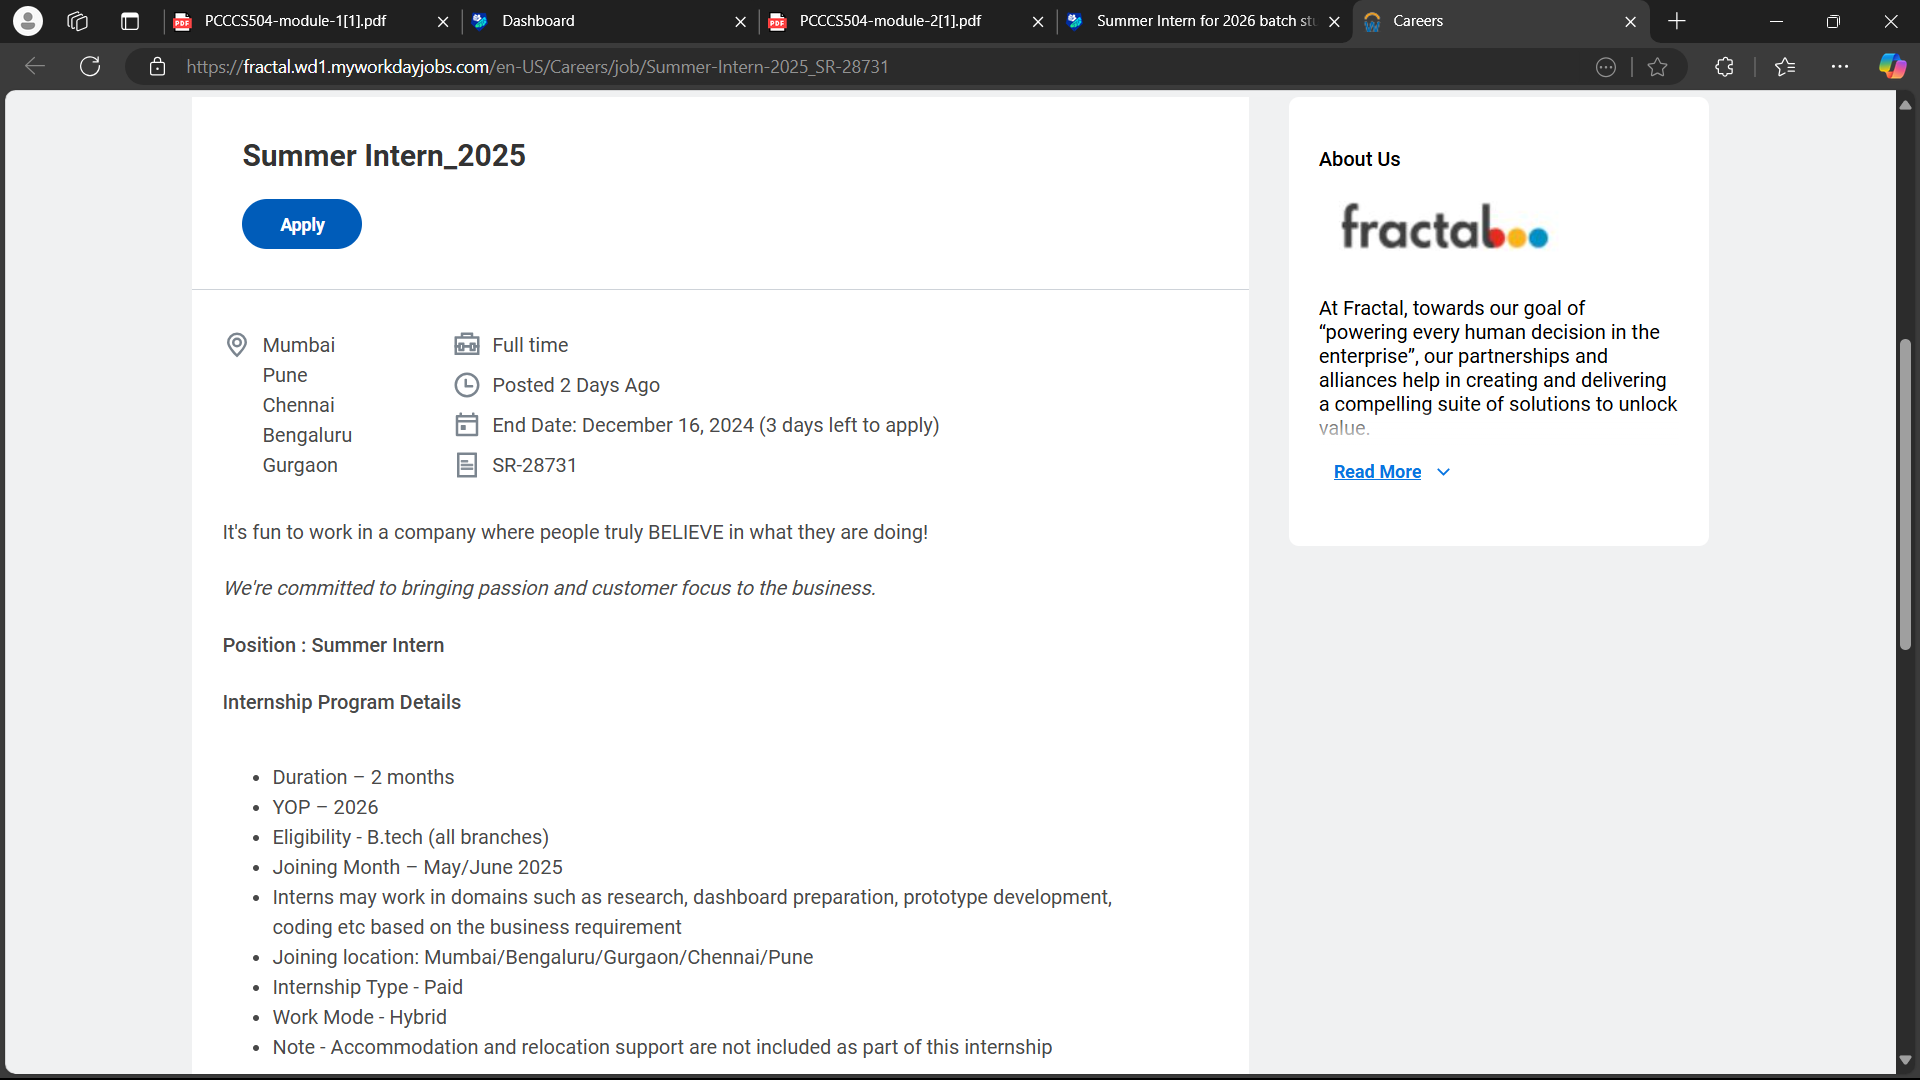 PCCCS504-module-1[1].pdf
Dashboard
PCCCS504-module-2[1].pdf
Summer Intern for 2026 batch stu
Careers
https://fractal.wd1.myworkdayjobs.com/en-US/Careers/job/Summer-Intern-2025_SR-28731
Summer Intern_2025
Apply
Mumbai
Pune
Chennai
Bengaluru
Gurgaon
Full time
Posted 2 Days Ago
End Date: December 16, 2024 (3 days left to apply)
SR-28731
It's fun to work in a company where people truly BELIEVE in what they are doing!
We're committed to bringing passion and customer focus to the business.
Position : Summer Intern
Internship Program Details
• Duration – 2 months
• YOP – 2026
• Eligibility - B.tech (all branches)
• Joining Month – May/June 2025
• Interns may work in domains such as research, dashboard preparation, prototype development,
coding etc based on the business requirement
• Joining location: Mumbai/Bengaluru/Gurgaon/Chennai/Pune
• Internship Type - Paid
• Work Mode - Hybrid
• Note - Accommodation and relocation support are not included as part of this internship
About Us
fractal
At Fractal, towards our goal of
“powering every human decision in the
enterprise”, our partnerships and
alliances help in creating and delivering
a compelling suite of solutions to unlock
value.
Read More